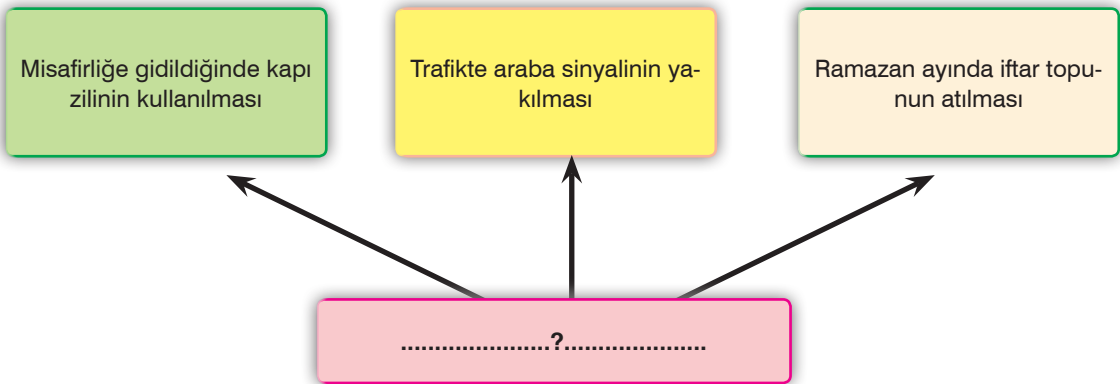 Misafirliğe gidildiğinde kapı
zilinin kullanılması
Trafikte araba sinyalinin ya-
kılması
Ramazan ayında iftar topu-
nun atılması
......................?.....................